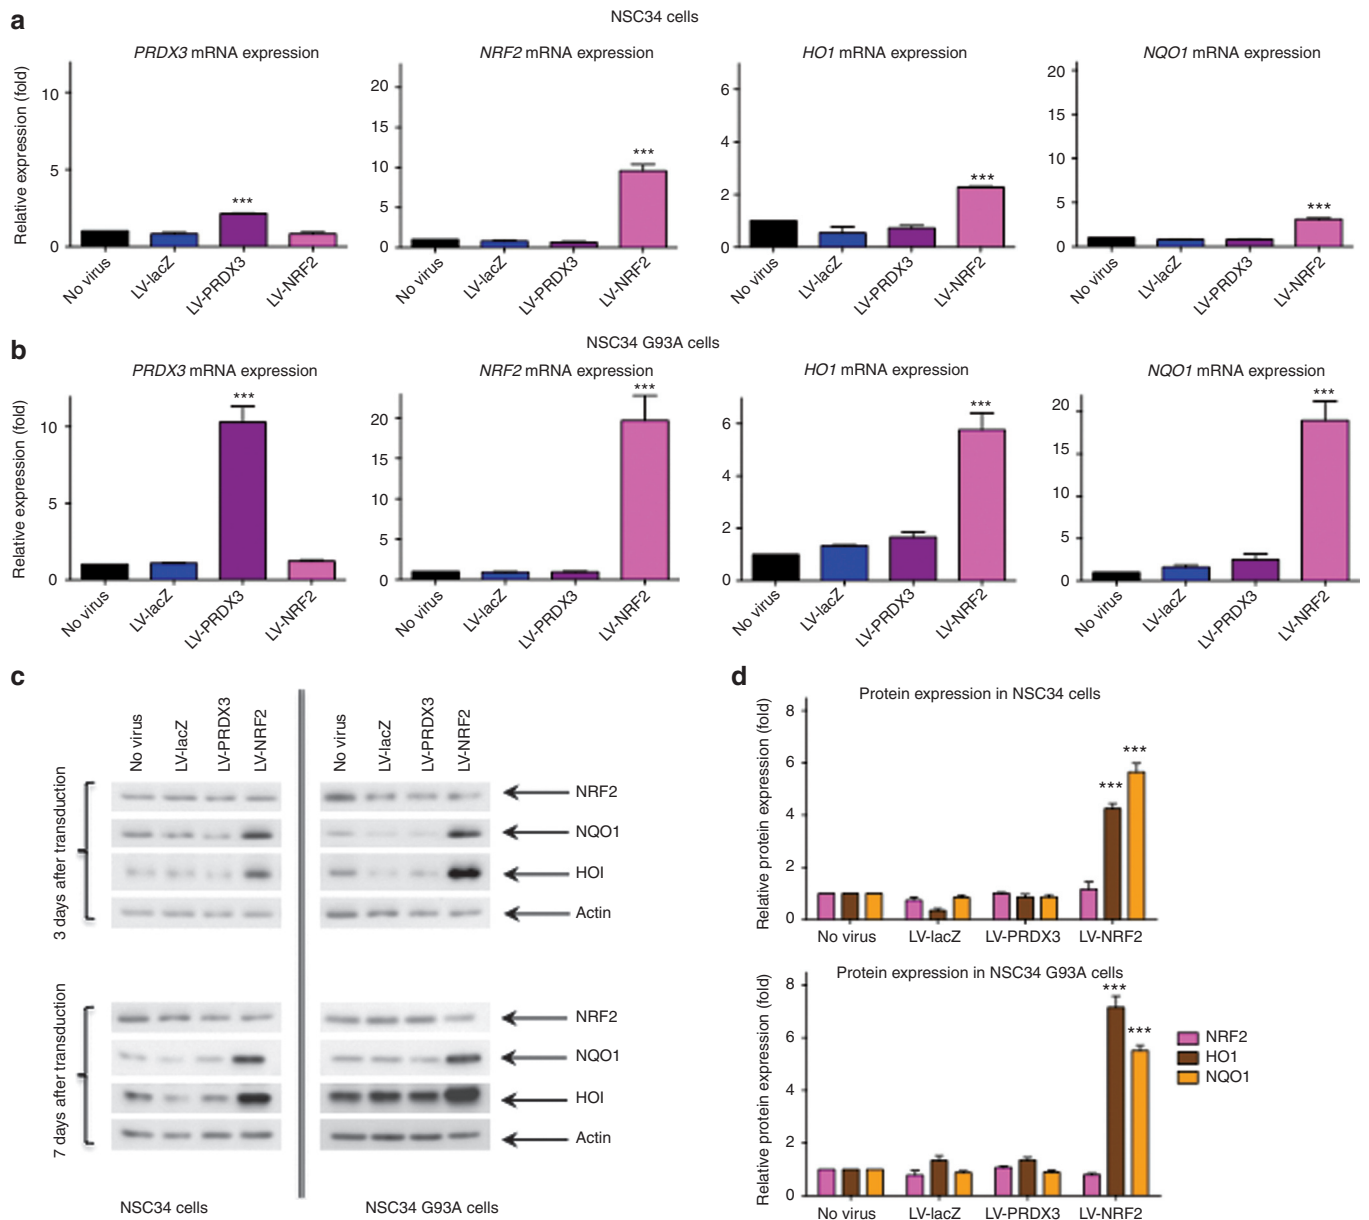 a
NSC34 cells
PRDX3 mRNA expression
NRF2 mRNA expression
HO1 mRNA expression
NQO1 mRNA expression
Relative expression (fold)
10
5
0
20
15
10
5
0
6
4
2
0
20
15
10
5
0
***
***
***
***
No virus
LV-lacZ
LV-PRDX3
LV-NRF2
No virus
LV-lacZ
LV-PRDX3
LV-NRF2
No virus
LV-lacZ
LV-PRDX3
LV-NRF2
No virus
LV-lacZ
LV-PRDX3
LV-NRF2
b
NSC34 G93A cells
PRDX3 mRNA expression
NRF2 mRNA expression
HO1 mRNA expression
NQO1 mRNA expression
Relative expression (fold)
10
5
0
20
15
10
5
0
6
4
2
0
20
15
10
5
0
***
***
***
***
No virus
LV-lacZ
LV-PRDX3
LV-NRF2
No virus
LV-lacZ
LV-PRDX3
LV-NRF2
No virus
LV-lacZ
LV-PRDX3
LV-NRF2
No virus
LV-lacZ
LV-PRDX3
LV-NRF2
c
No virus
LV-lacZ
LV-PRDX3
LV-NRF2
No virus
LV-lacZ
LV-PRDX3
LV-NRF2
3 days after transduction
NRF2
NQO1
HOI
Actin
7 days after transduction
NRF2
NQO1
HOI
Actin
NSC34 cells
NSC34 G93A cells
d
Protein expression in NSC34 cells
Relative protein expression (fold)
8
6
4
2
0
***
***
No virus
LV-lacZ
LV-PRDX3
LV-NRF2
Protein expression in NSC34 G93A cells
Relative protein expression (fold)
8
6
4
2
0
***
***
No virus
LV-lacZ
LV-PRDX3
LV-NRF2
NRF2
HO1
NQO1